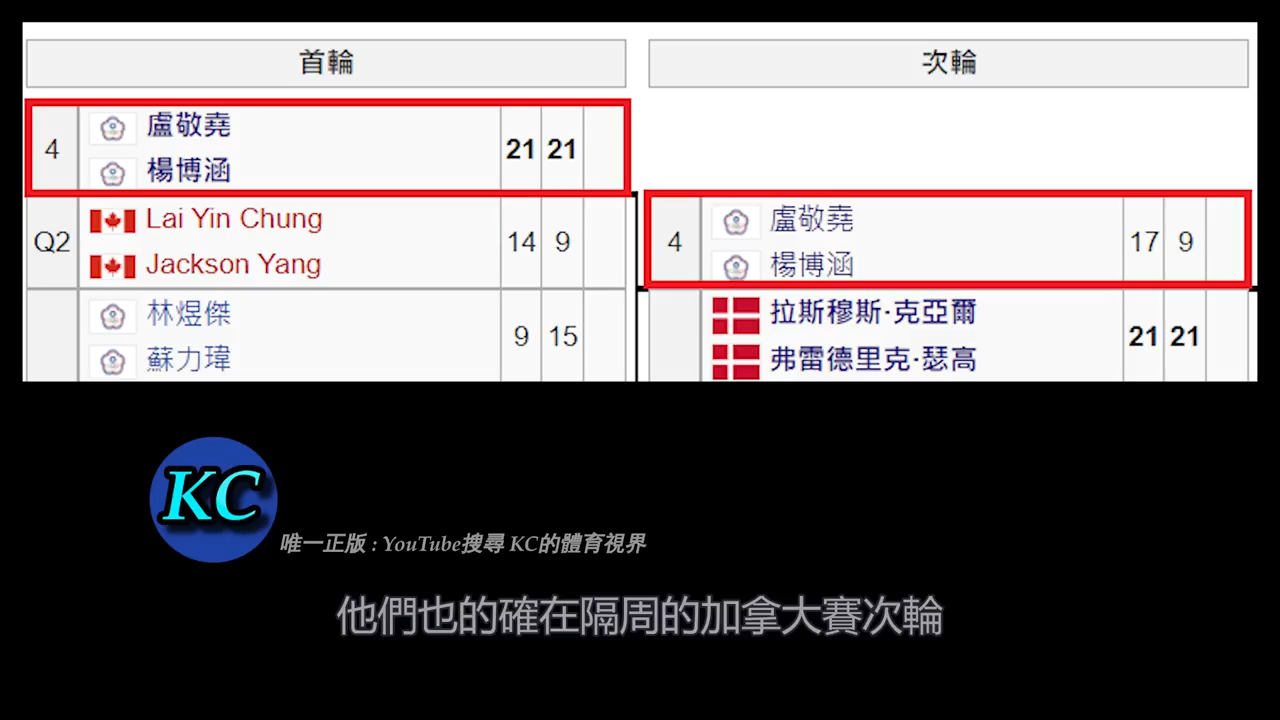 首輪
次輪
4 盧敬堯 21 21
楊博涵
Q2 Lai Yin Chung 14 9
Jackson Yang
林煜傑 9 15
蘇力瑋
4 盧敬堯 17 9
楊博涵
拉斯穆斯·克亞爾 21 21
弗雷德里克·瑟高
KC
唯一正版 : YouTube搜尋 KC的體育視界
他們也的確在隔周的加拿大賽次輪